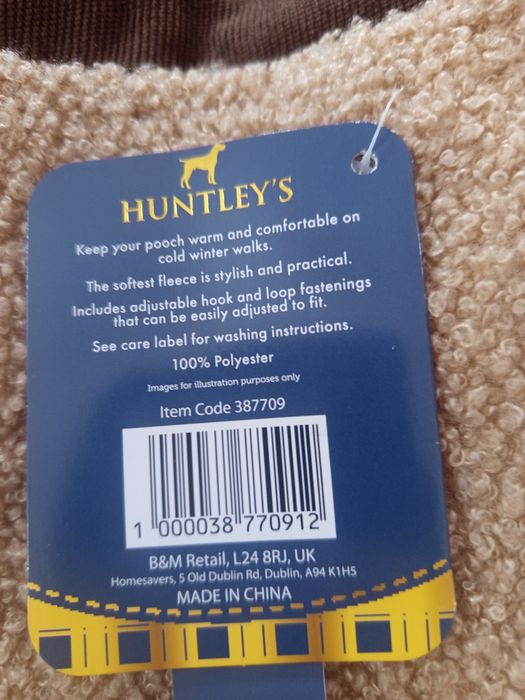 HUNTLEY'S
Keep your pooch warm and comfortable on
cold winter walks.
The softest fleece is stylish and practical.
Includes adjustable hook and loop fastenings
that can be easily adjusted to fit.
See care label for washing instructions.
100% Polyester
Images for illustration purposes only
Item Code 387709
1 000038 770912
B&M Retail, L24 8RJ, UK
Homesavers, 5 Old Dublin Rd, Dublin, A94 K1H5
MADE IN CHINA